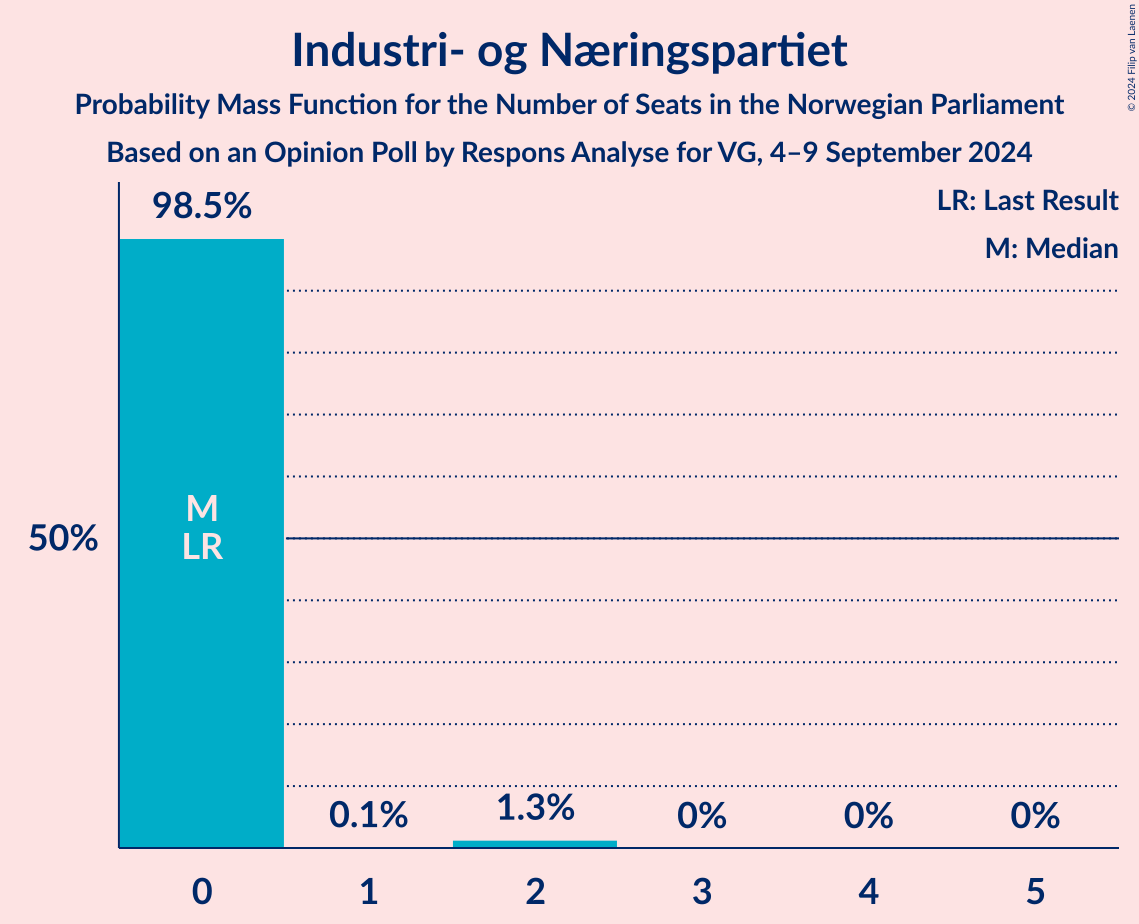 Industri- og Næringspartiet
Probability Mass Function for the Number of Seats in the Norwegian Parliament
Based on an Opinion Poll by Respons Analyse for VG, 4–9 September 2024
© 2024 Filip van Laenen
LR: Last Result
M: Median
98.5%
M
LR
50%
0.1%
1.3%
0%
0%
0%
0
1
2
3
4
5